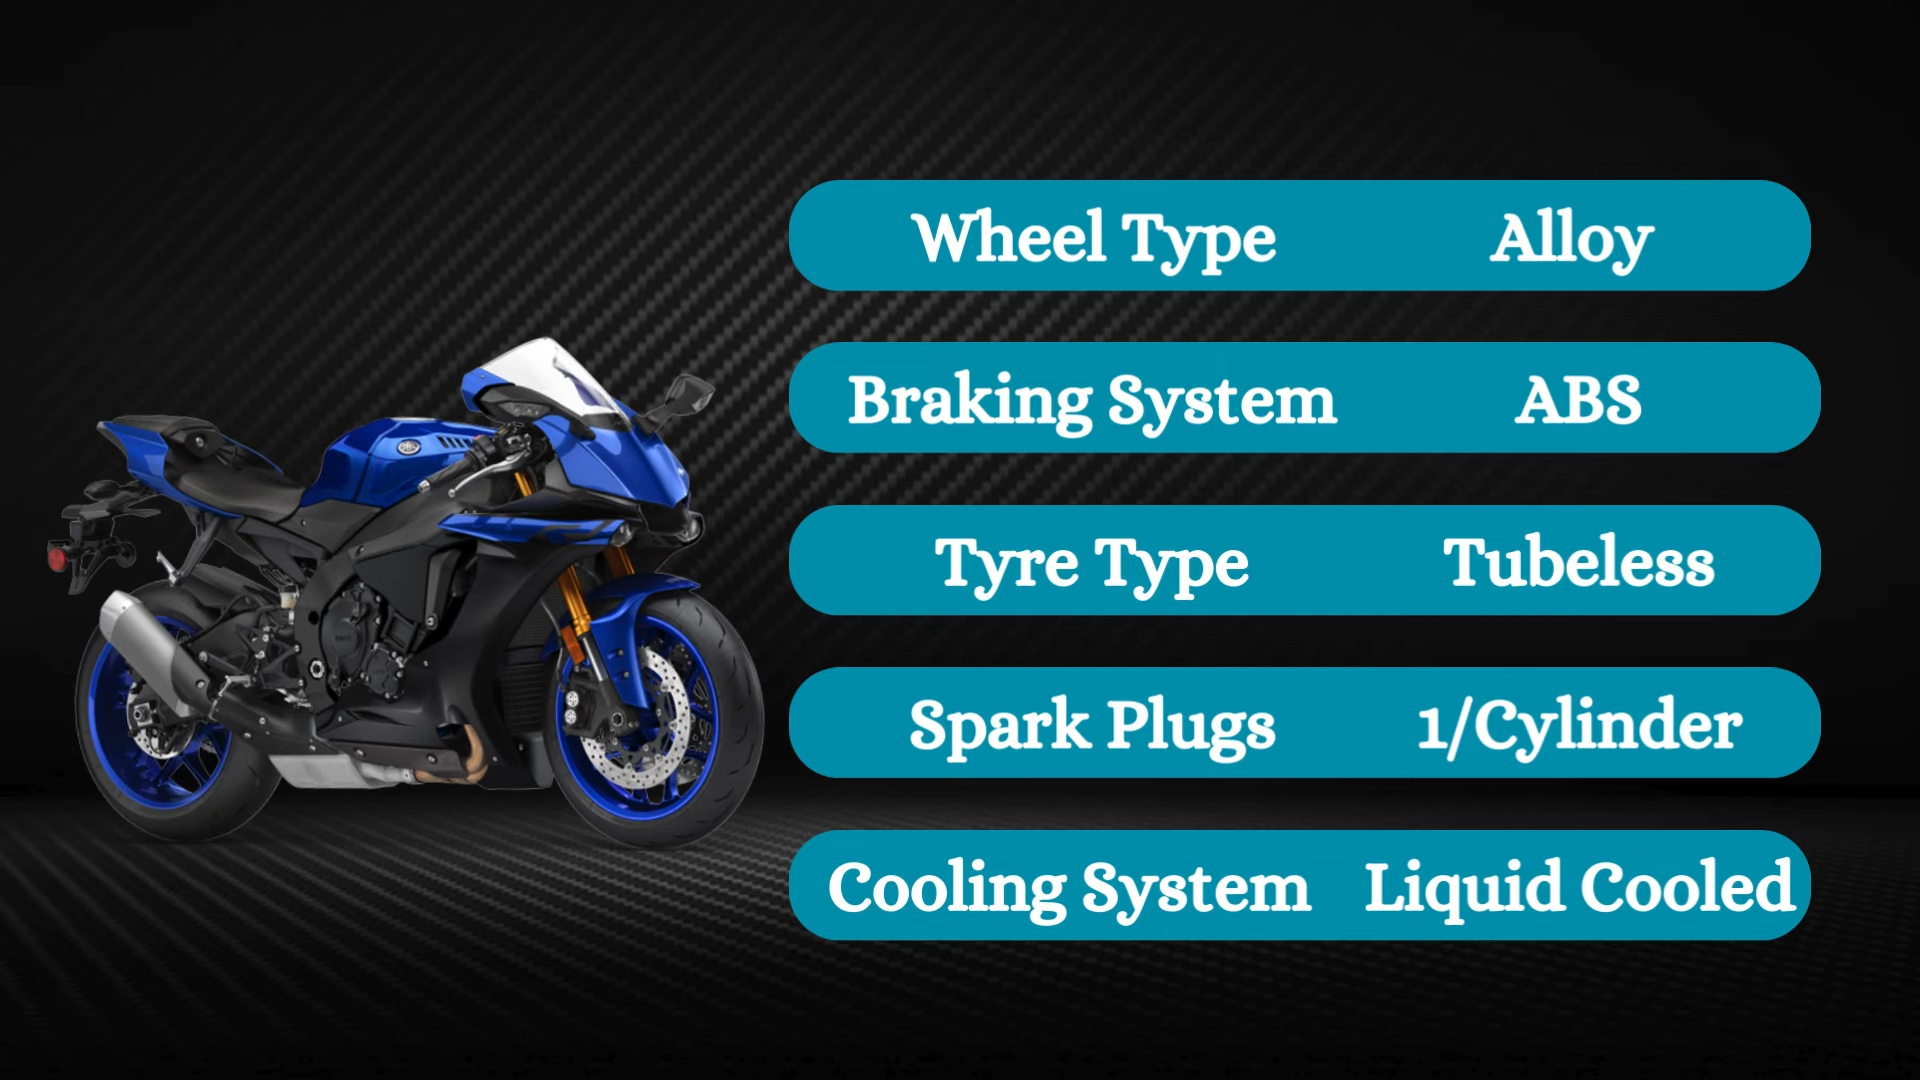 Wheel Type Alloy
Braking System ABS
Tyre Type Tubeless
Spark Plugs 1/Cylinder
Cooling System Liquid Cooled